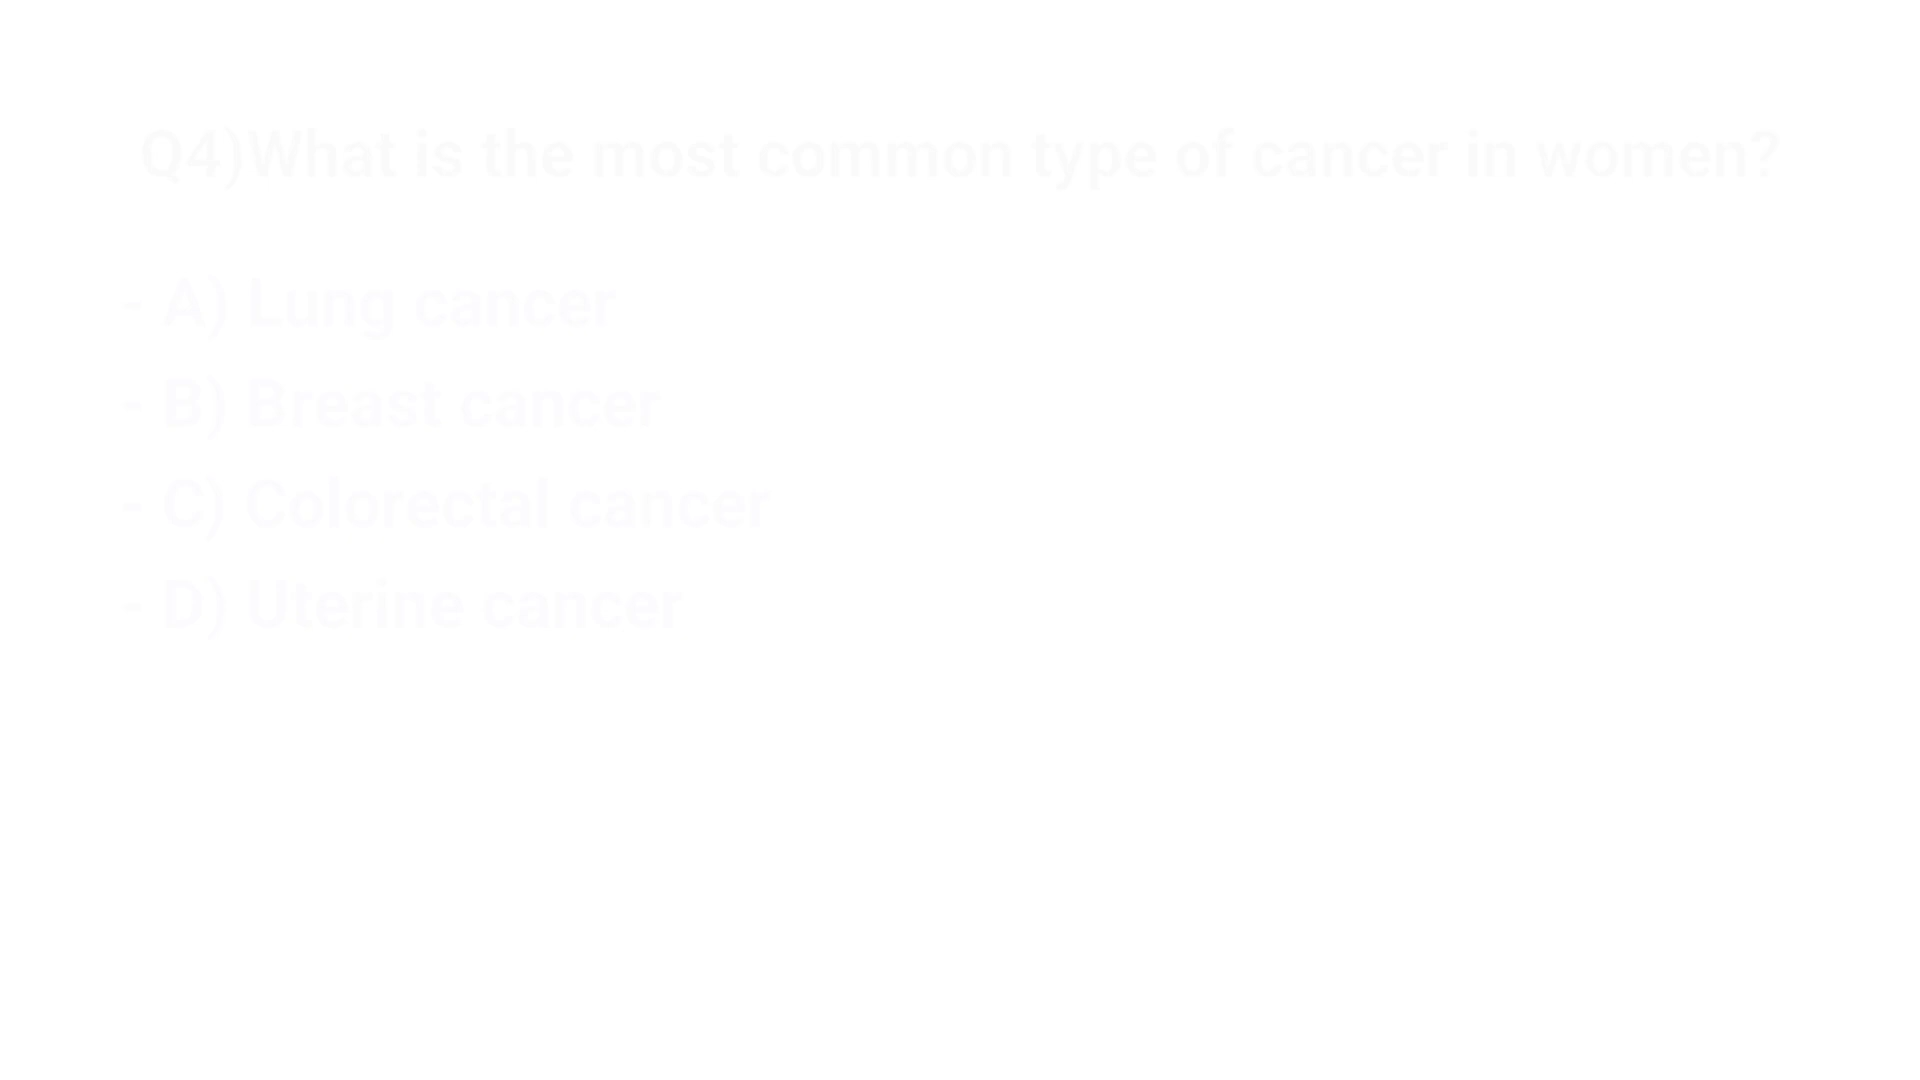 Q4)What is the most common type of cancer in women?
- A) Lung cancer
- B) Breast cancer
- C) Colorectal cancer
- D) Uterine cancer